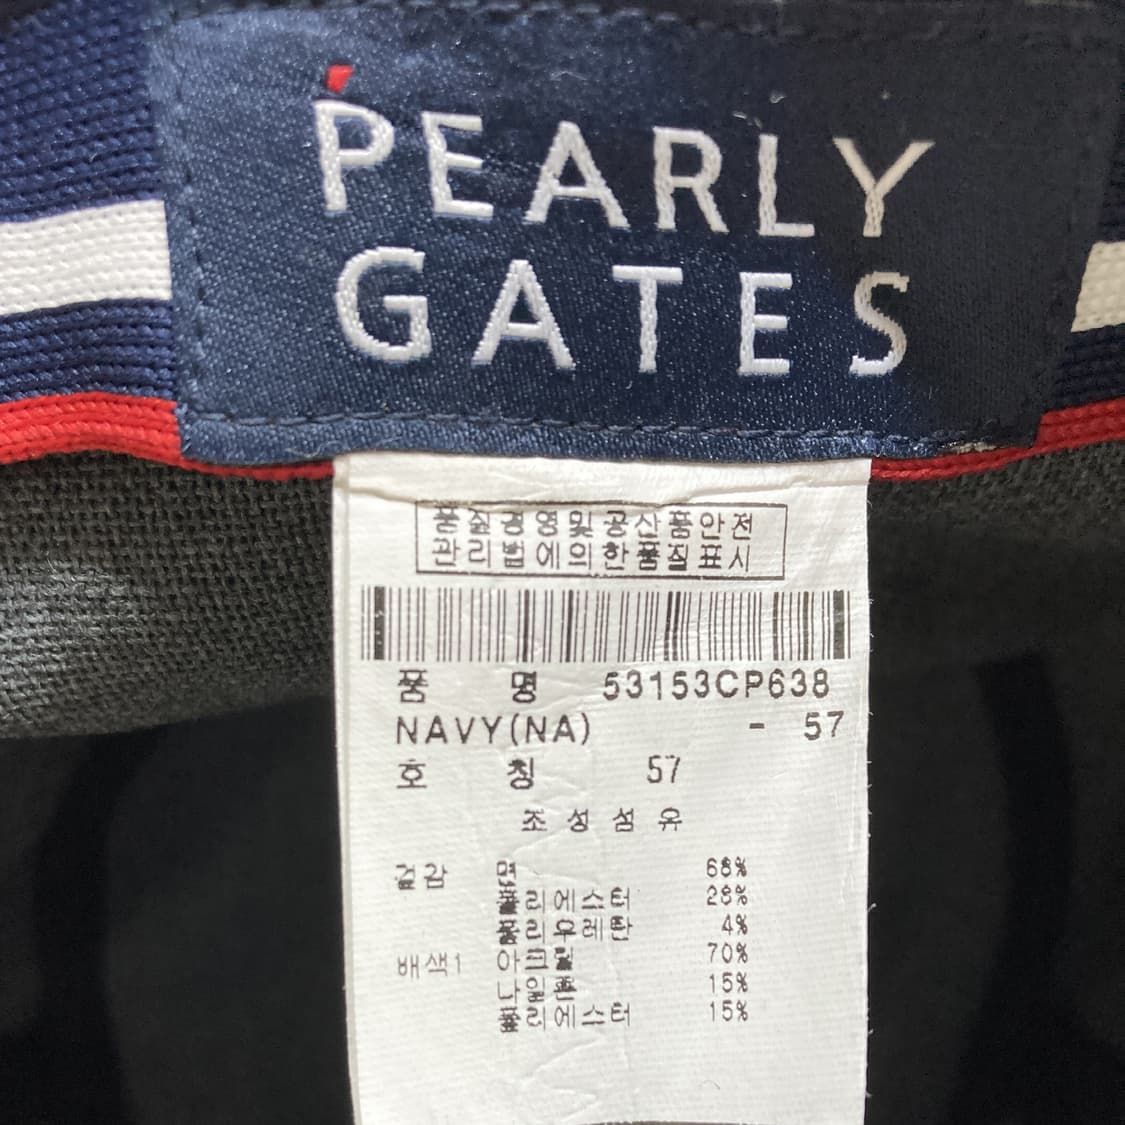 PEARLY
GATES
품질경영및공산품안전
관리법에의한품질표시
품 명 53153CP638
NAVY(NA) - 57
호 칭 57
조성섬유
겉감 면 68%
폴리에스터 28%
폴리우레탄 4%
배색1 아크릴 70%
나일론 15%
폴리에스터 15%